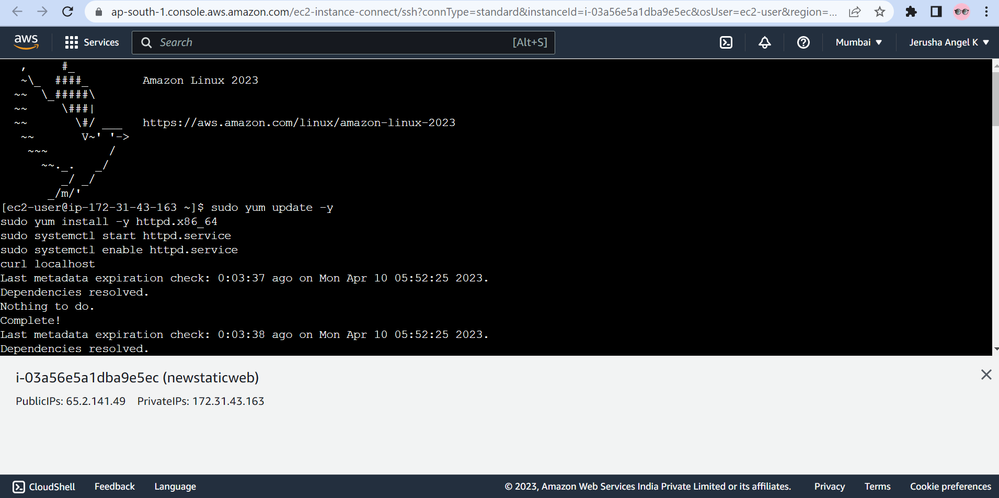 ap-south-1.console.aws.amazon.com/ec2-instance-connect/ssh?connType=standard&instanceId=i-03a56e5a1dba9e5ec&osUser=ec2-user&region=...
aws Services Search [Alt+S] Mumbai Jerusha Angel K
   ,     #_
   ~\_  ####_        Amazon Linux 2023
  ~~  \_#####\
  ~~     \###|
  ~~       \#/ ___   https://aws.amazon.com/linux/amazon-linux-2023
   ~~       V~' '->
    ~~~         /
      ~~._.   _/
         _/ _/
       _/m/'
[ec2-user@ip-172-31-43-163 ~]$ sudo yum update -y
sudo yum install -y httpd.x86_64
sudo systemctl start httpd.service
sudo systemctl enable httpd.service
curl localhost
Last metadata expiration check: 0:03:37 ago on Mon Apr 10 05:52:25 2023.
Dependencies resolved.
Nothing to do.
Complete!
Last metadata expiration check: 0:03:38 ago on Mon Apr 10 05:52:25 2023.
Dependencies resolved.
i-03a56e5a1dba9e5ec (newstaticweb)
PublicIPs: 65.2.141.49 PrivateIPs: 172.31.43.163
CloudShell Feedback Language © 2023, Amazon Web Services India Private Limited or its affiliates. Privacy Terms Cookie preferences